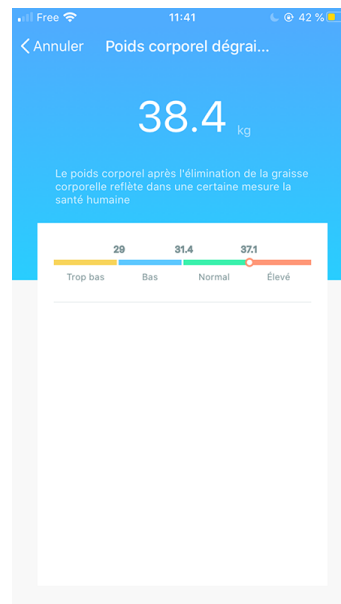 Free 11:41 42 %
Annuler Poids corporel dégrai...
38.4 kg
Le poids corporel après l'élimination de la graisse
corporelle reflète dans une certaine mesure la
santé humaine
29 31.4 37.1
Trop bas Bas Normal Élevé